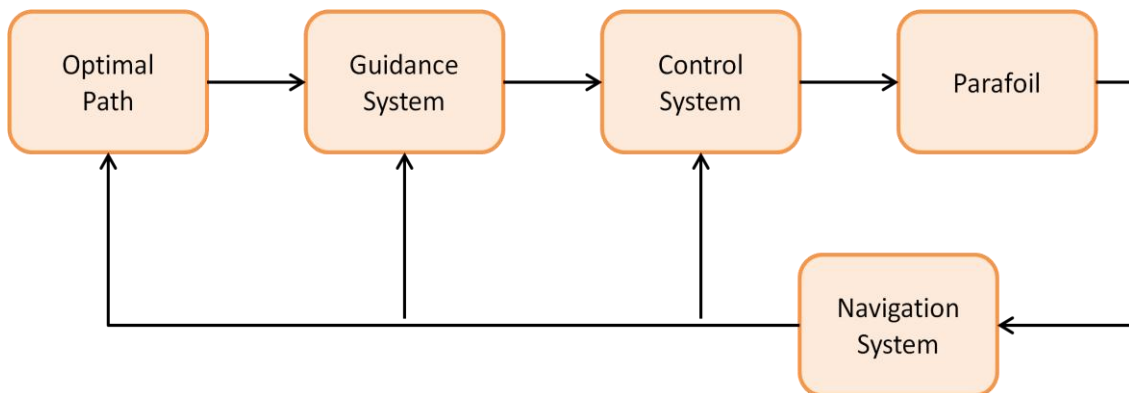 Optimal
Path
Guidance
System
Control
System
Parafoil
Navigation
System